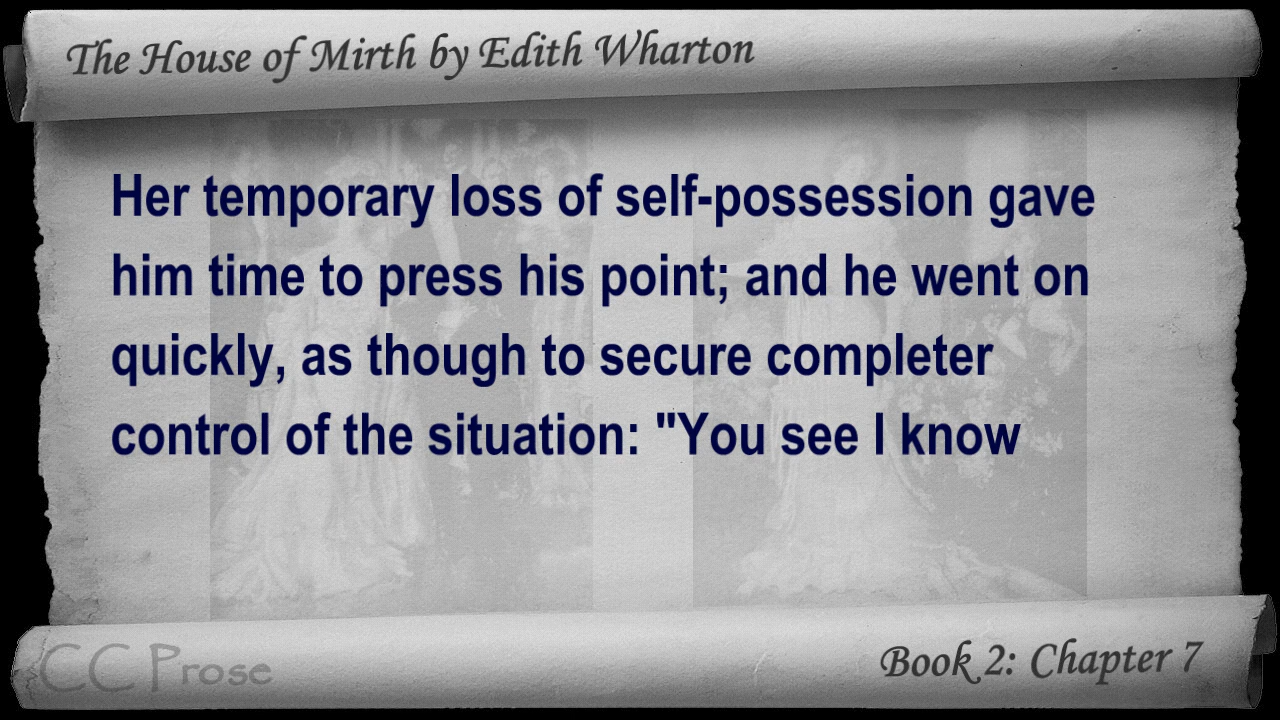 The House of Mirth by Edith Wharton
Her temporary loss of self-possession gave
him time to press his point; and he went on
quickly, as though to secure completer
control of the situation: "You see I know
CC Prose
Book 2: Chapter 7